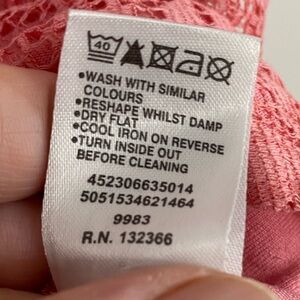 40
•WASH WITH SIMILAR
COLOURS
•RESHAPE WHILST DAMP
•DRY FLAT
•COOL IRON ON REVERSE
•TURN INSIDE OUT
BEFORE CLEANING
452306635014
5051534621464
9983
R.N. 132366